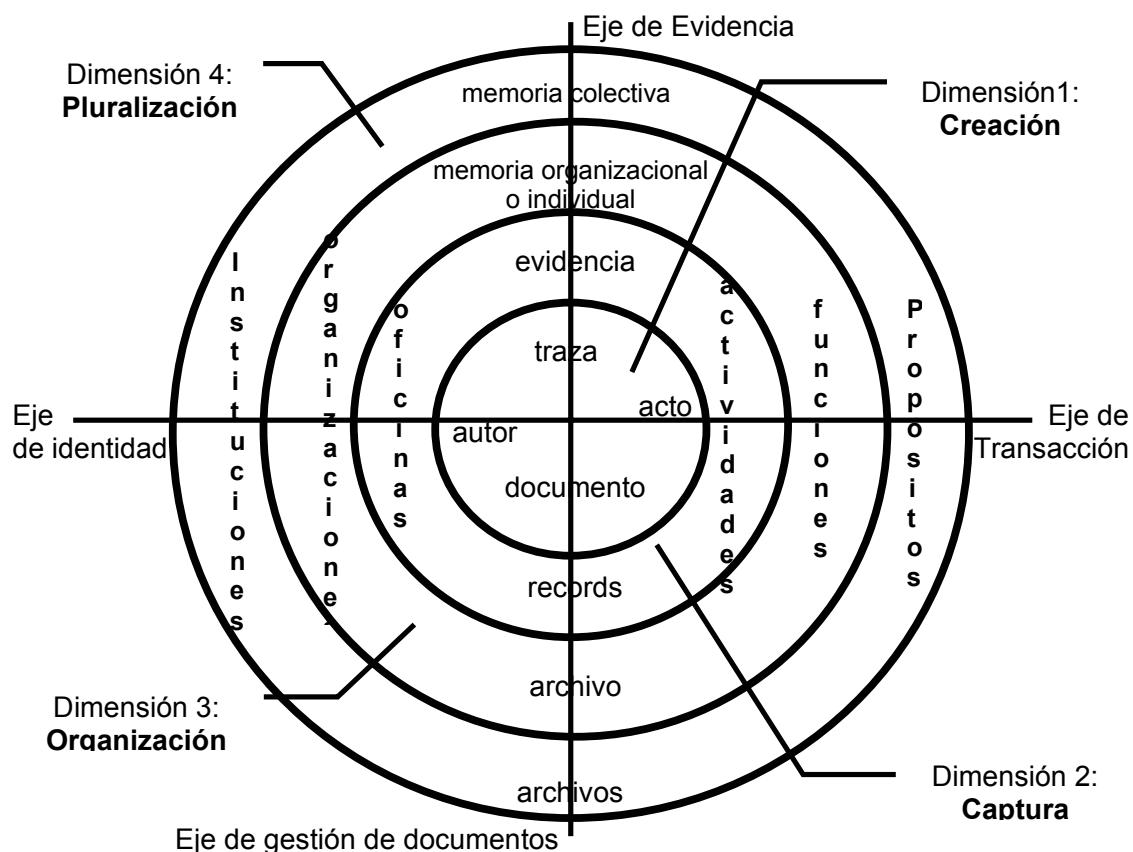 Eje de Evidencia
Dimensión 4:
Pluralización
Dimensión1:
Creación
memoria colectiva
memoria organizacional
o individual
evidencia
traza
acto
autor
documento
records
archivo
archivos
Instituciones
organizacione
oficinas
actividades
funciones
Propositos
Eje
de identidad
Eje de
Transacción
Dimensión 3:
Organización
Dimensión 2:
Captura
Eje de gestión de documentos